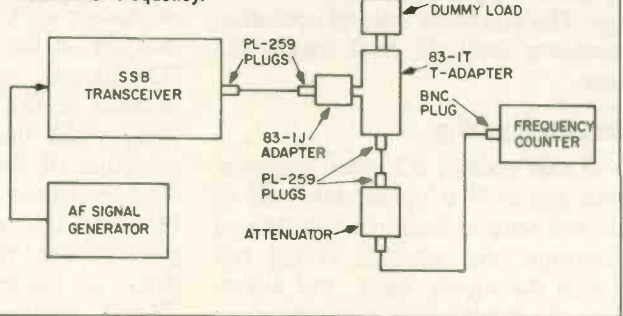 Frequency.
DUMMY LOAD
PL-259
PLUGS
83-1T
T-ADAPTER
SSB
TRANSCEIVER
BNC
PLUG
FREQUENCY
COUNTER
83-1J
ADAPTER
PL-259
PLUGS
AF SIGNAL
GENERATOR
ATTENUATOR